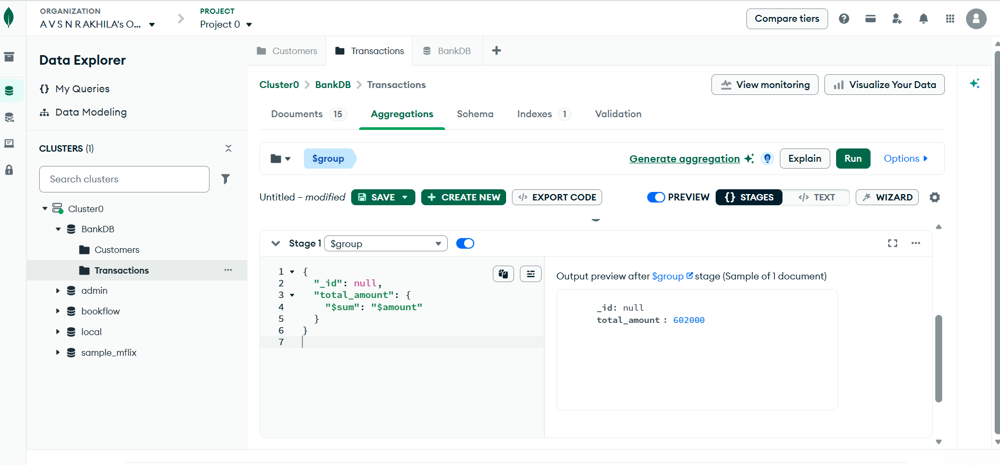 ORGANIZATION
A V S N R AKHILA's O...
PROJECT
Project 0
Compare tiers
Data Explorer
My Queries
Data Modeling
CLUSTERS (1)
Search clusters
Cluster0
BankDB
Customers
Transactions
admin
bookflow
local
sample_mflix
Customers
Transactions
BankDB
Cluster0 > BankDB > Transactions
View monitoring
Visualize Your Data
Documents 15
Aggregations
Schema
Indexes 1
Validation
$group
Generate aggregation
Explain
Run
Options
Untitled – modified
SAVE
+ CREATE NEW
</> EXPORT CODE
PREVIEW
{} STAGES
</> TEXT
WIZARD
Stage 1 $group
1 {
2 "_id": null,
3 "total_amount": {
4 "$sum": "$amount"
5 }
6 }
7
Output preview after $group stage (Sample of 1 document)
_id: null
total_amount : 602000